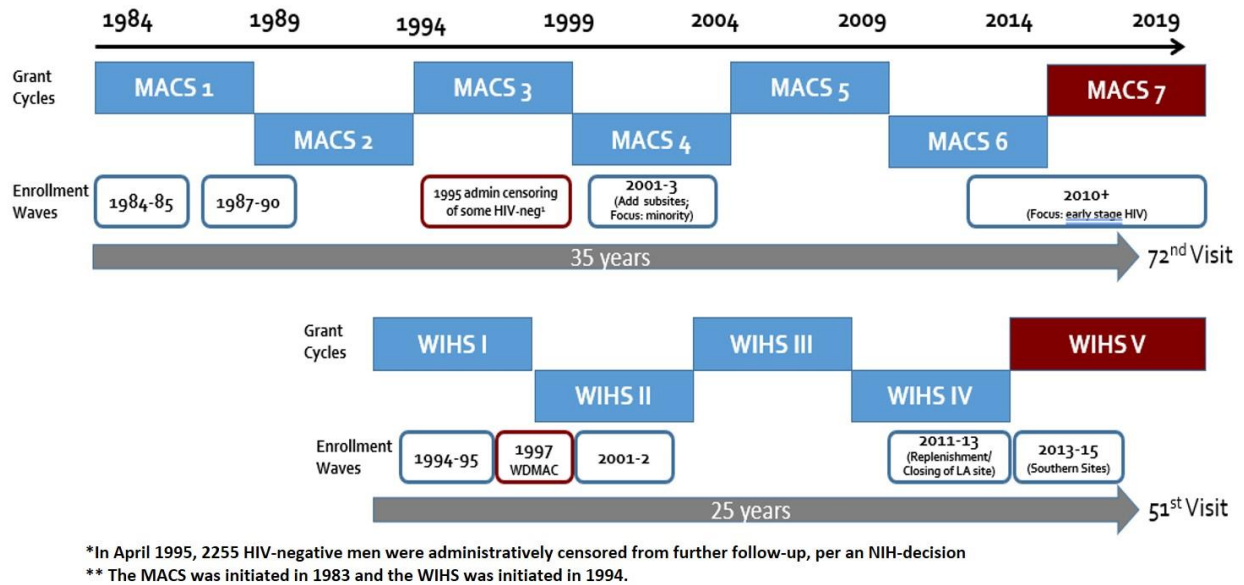 1984 1989 1994 1999 2004 2009 2014 2019
Grant
Cycles
MACS 1
MACS 2
MACS 3
MACS 4
MACS 5
MACS 6
MACS 7
Enrollment
Waves
1984-85
1987-90
1995 admin censoring
of some HIV-neg¹
2001-3
(Add subsites;
Focus: minority)
2010+
(Focus: early stage HIV)
35 years
72nd Visit
Grant
Cycles
WIHS I
WIHS II
WIHS III
WIHS IV
WIHS V
Enrollment
Waves
1994-95
1997
WDMAC
2001-2
2011-13
(Replenishment/
Closing of LA site)
2013-15
(Southern Sites)
25 years
51st Visit
*In April 1995, 2255 HIV-negative men were administratively censored from further follow-up, per an NIH-decision
** The MACS was initiated in 1983 and the WIHS was initiated in 1994.